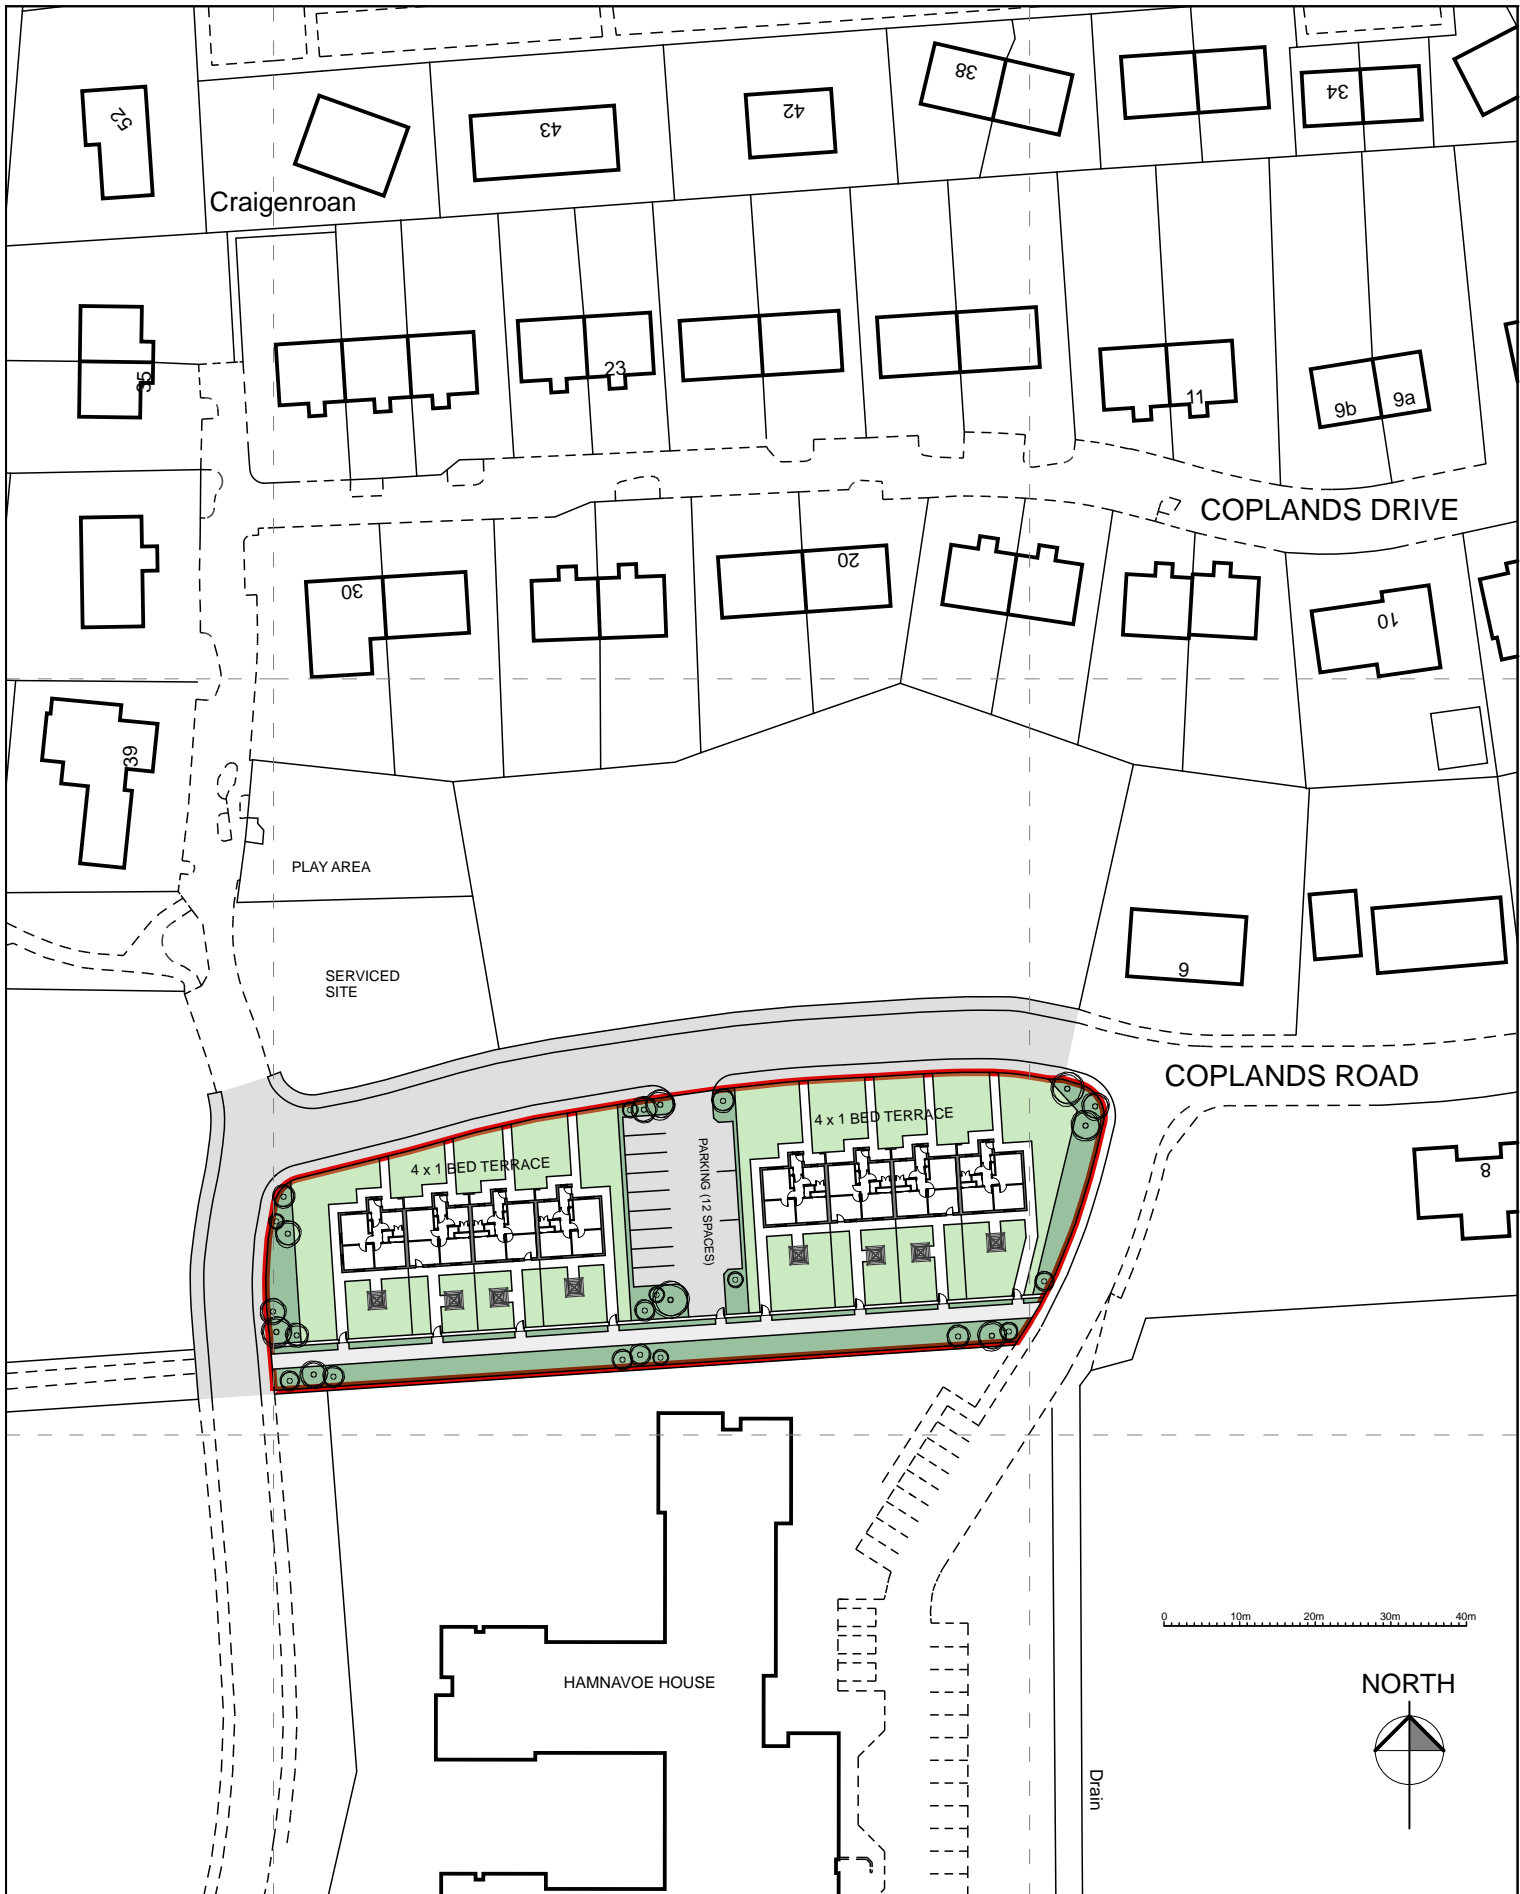 38
34
42
52
43
Craigenroan
23
35
11
9b
9a
COPLANDS DRIVE
20
30
10
39
PLAY AREA
SERVICED
SITE
9
COPLANDS ROAD
4 x 1 BED TERRACE
4 x 1 BED TERRACE
PARKING (12 SPACES)
8
0 10m 20m 30m 40m
HAMNAVOE HOUSE
NORTH
Drain